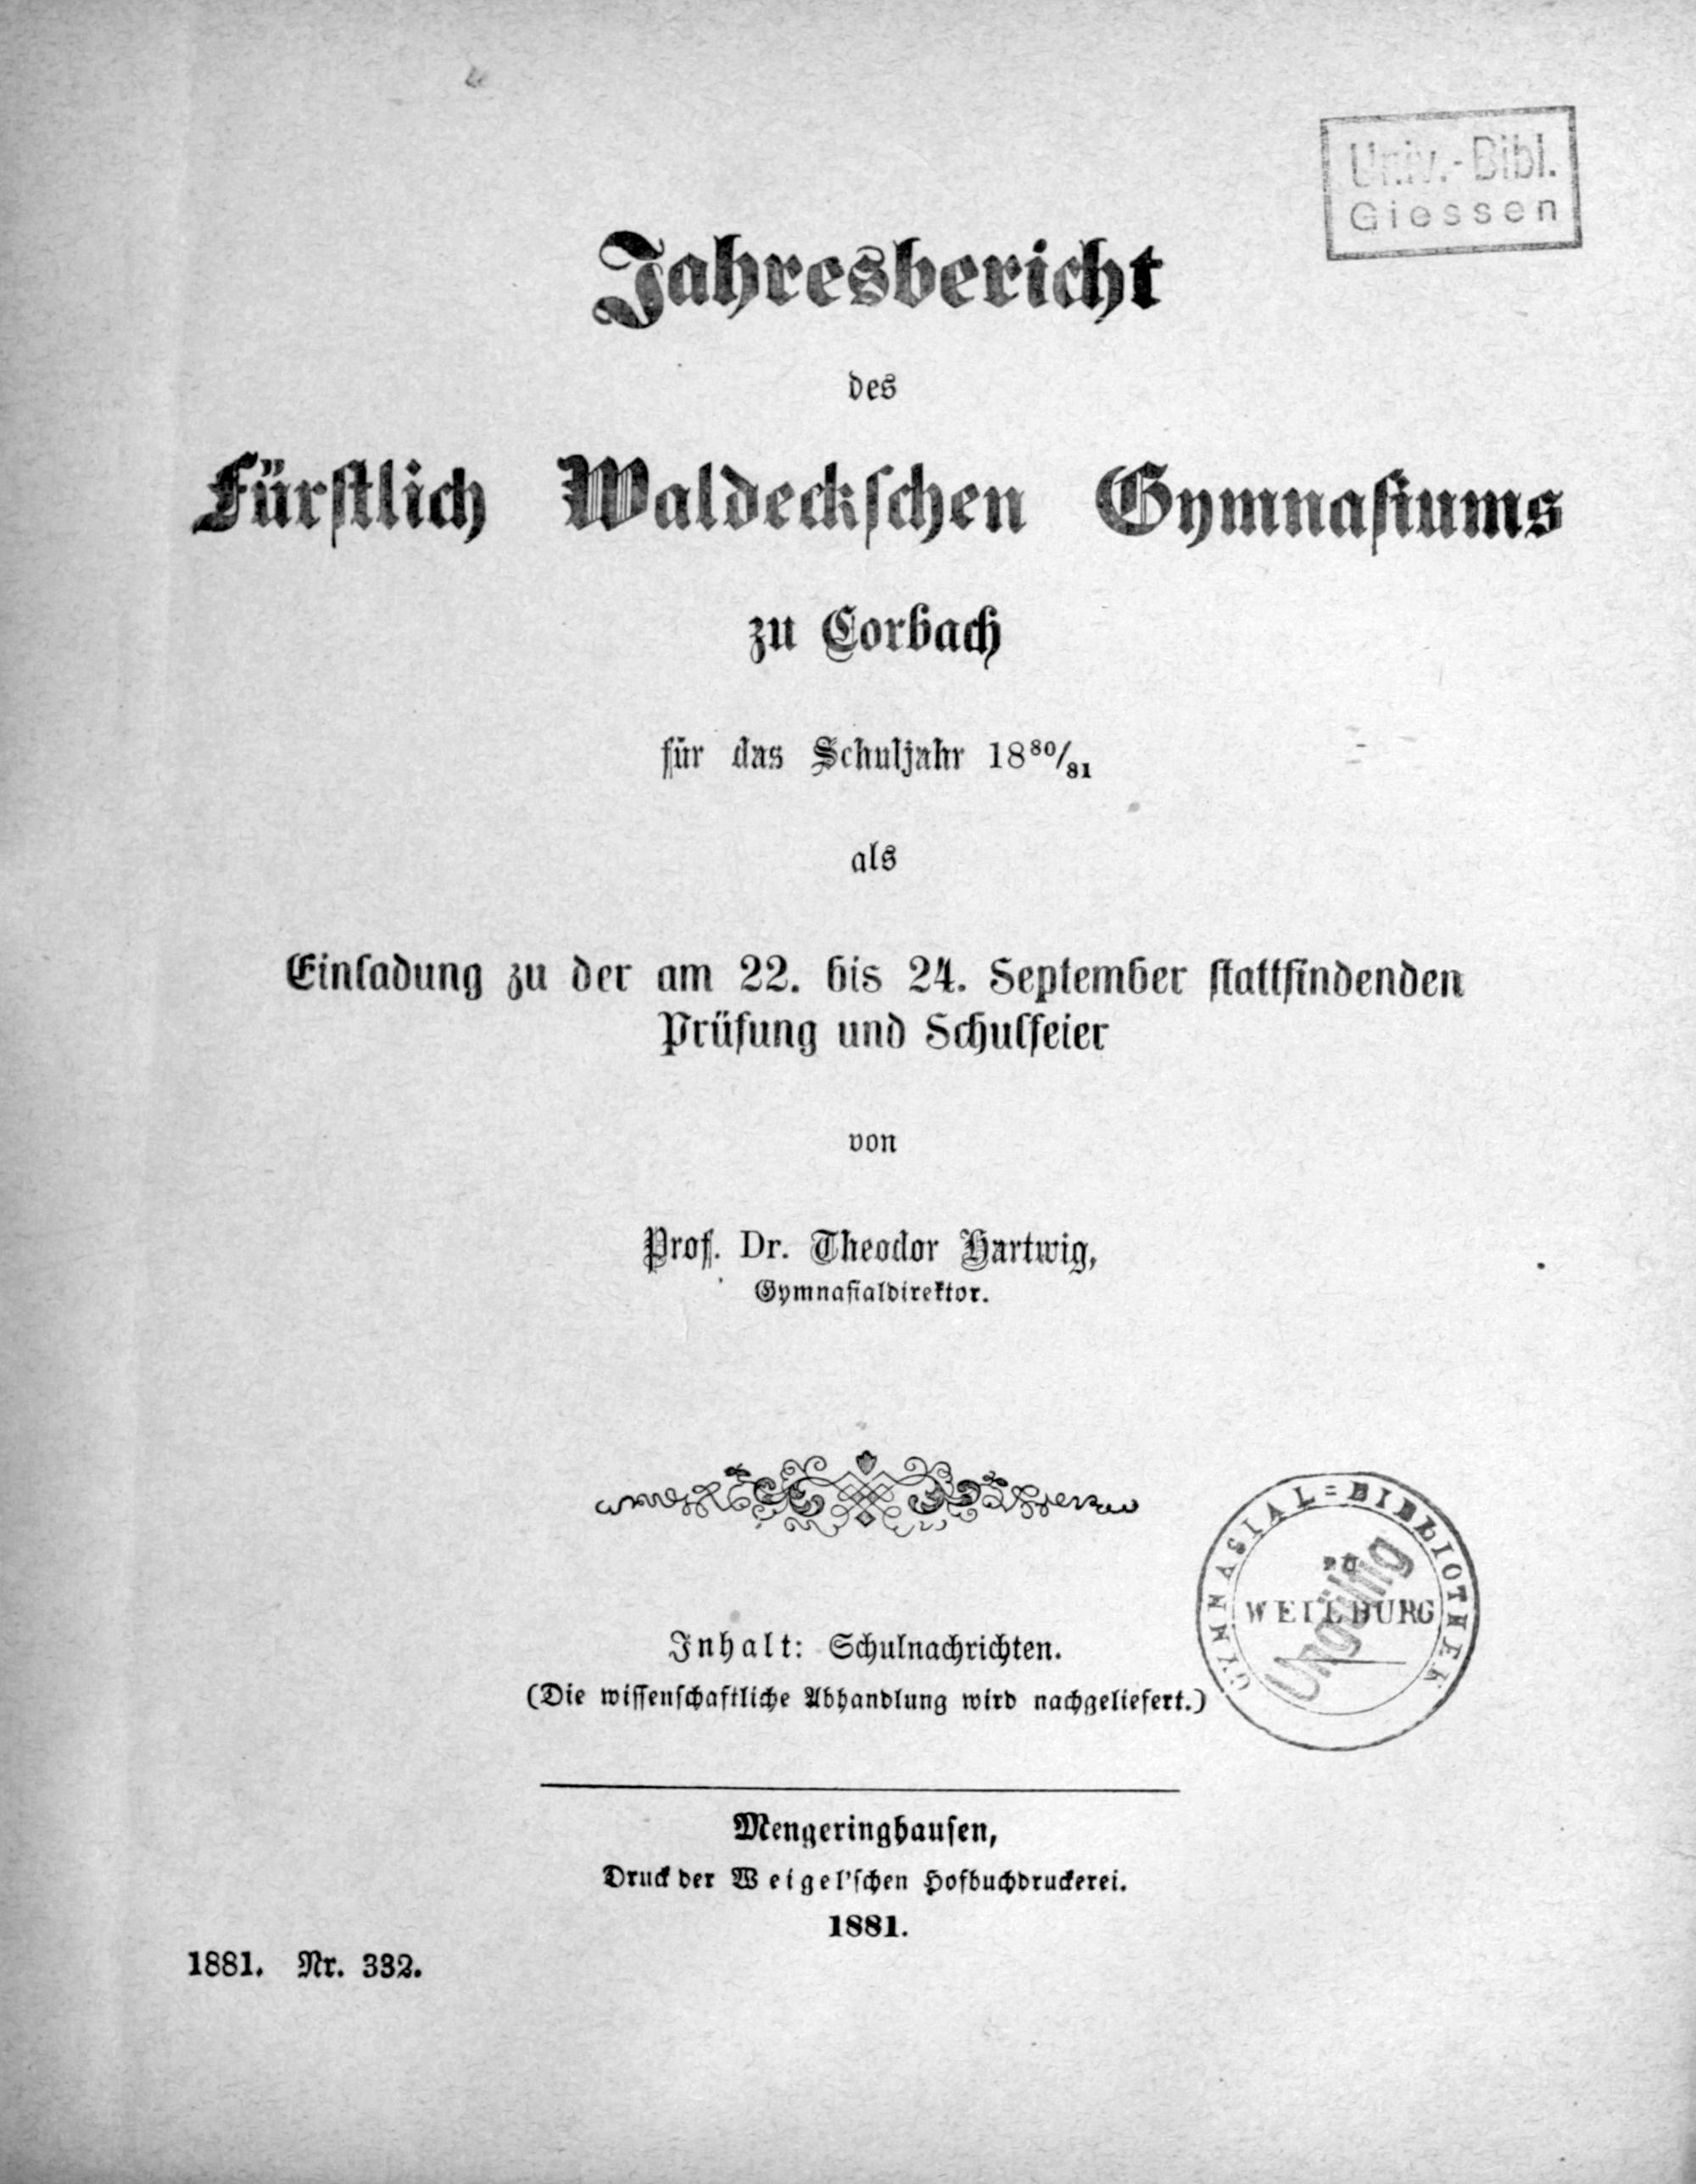 Univ.-Bibl.
Giessen
Jahresbericht
des
Fürstlich Waldeckschen Gymnasiums
zu Corbach
für das Schuljahr 18⁸⁰/₈₁
als
Einladung zu der am 22. bis 24. September stattfindenden
Prüfung und Schulfeier
von
Prof. Dr. Theodor Hartwig,
Gymnasialdirektor.
GYMNASIAL=BIBLIOTHEK
ZU
WEILBURG
Ungültig
Inhalt: Schulnachrichten.
(Die wissenschaftliche Abhandlung wird nachgeliefert.)
Mengeringhausen,
Druck der Weigel'schen Hofbuchdruckerei.
1881.
1881. Nr. 332.